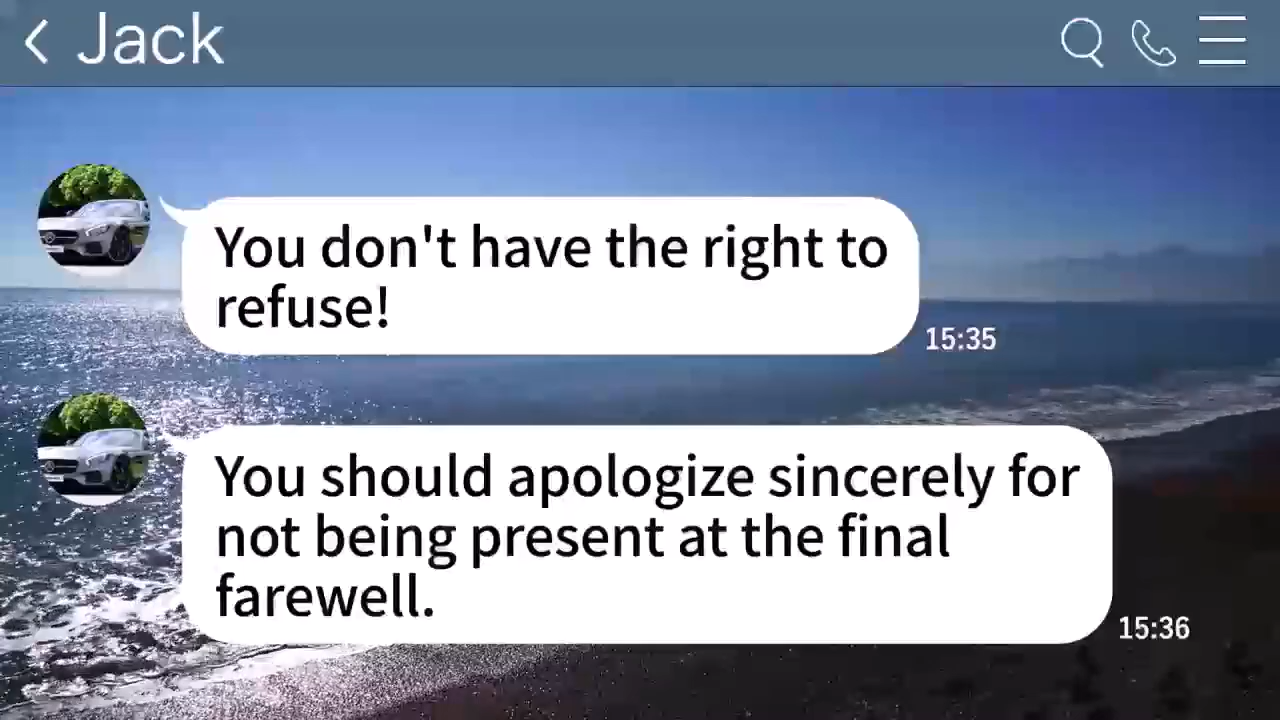 Jack
You don't have the right to
refuse!
15:35
You should apologize sincerely for
not being present at the final
farewell.
15:36